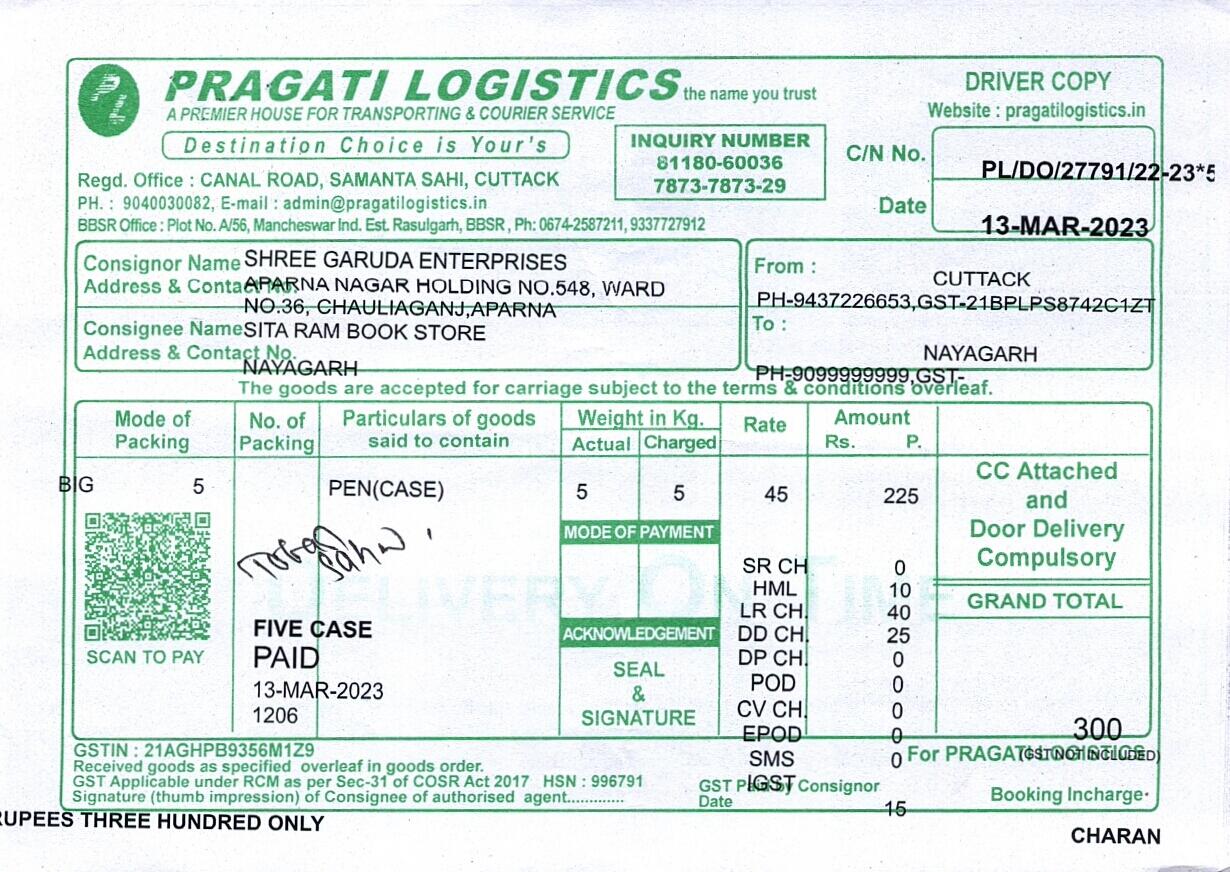 PRAGATI LOGISTICS the name you trust
A PREMIER HOUSE FOR TRANSPORTING & COURIER SERVICE
Destination Choice is Your's
DRIVER COPY
Website : pragatilogistics.in
INQUIRY NUMBER
81180-60036
7873-7873-29
C/N No. PL/DO/27791/22-23*5
Date 13-MAR-2023
Regd. Office : CANAL ROAD, SAMANTA SAHI, CUTTACK
PH. : 9040030082, E-mail : admin@pragatilogistics.in
BBSR Office : Plot No. A/56, Mancheswar Ind. Est. Rasulgarh, BBSR , Ph: 0674-2587211, 9337727912
Consignor Name SHREE GARUDA ENTERPRISES
Address & Contact No. APARNA NAGAR HOLDING NO.548, WARD
NO.36, CHAULIAGANJ,APARNA
Consignee Name SITA RAM BOOK STORE
Address & Contact No.
NAYAGARH
From :
CUTTACK
PH-9437226653,GST-21BPLPS8742C1ZT
To :
NAYAGARH
PH-9099999999,GST-
The goods are accepted for carriage subject to the terms & conditions overleaf.
Mode of Packing
No. of Packing
Particulars of goods said to contain
Weight in Kg.
Actual Charged
Rate
Amount
Rs. P.
BIG 5 PEN(CASE) 5 5 45 225
CC Attached
and
Door Delivery
Compulsory
MODE OF PAYMENT
SR CH 0
HML 10
LR CH. 40
DD CH. 25
DP CH. 0
POD 0
CV CH. 0
EPOD 0
SMS 0
IGST 15
GRAND TOTAL
300
(GST NOT INCLUDED)
DELIVERY ON TIME
ACKNOWLEDGEMENT
SEAL
&
SIGNATURE
SCAN TO PAY
FIVE CASE
PAID
13-MAR-2023
1206
GSTIN : 21AGHPB9356M1Z9
Received goods as specified overleaf in goods order.
GST Applicable under RCM as per Sec-31 of COSR Act 2017 HSN : 996791
Signature (thumb impression) of Consignee of authorised agent.............
GST Paid by Consignor
Date
For PRAGATI LOGISTICS
Booking Incharge
RUPEES THREE HUNDRED ONLY
CHARAN